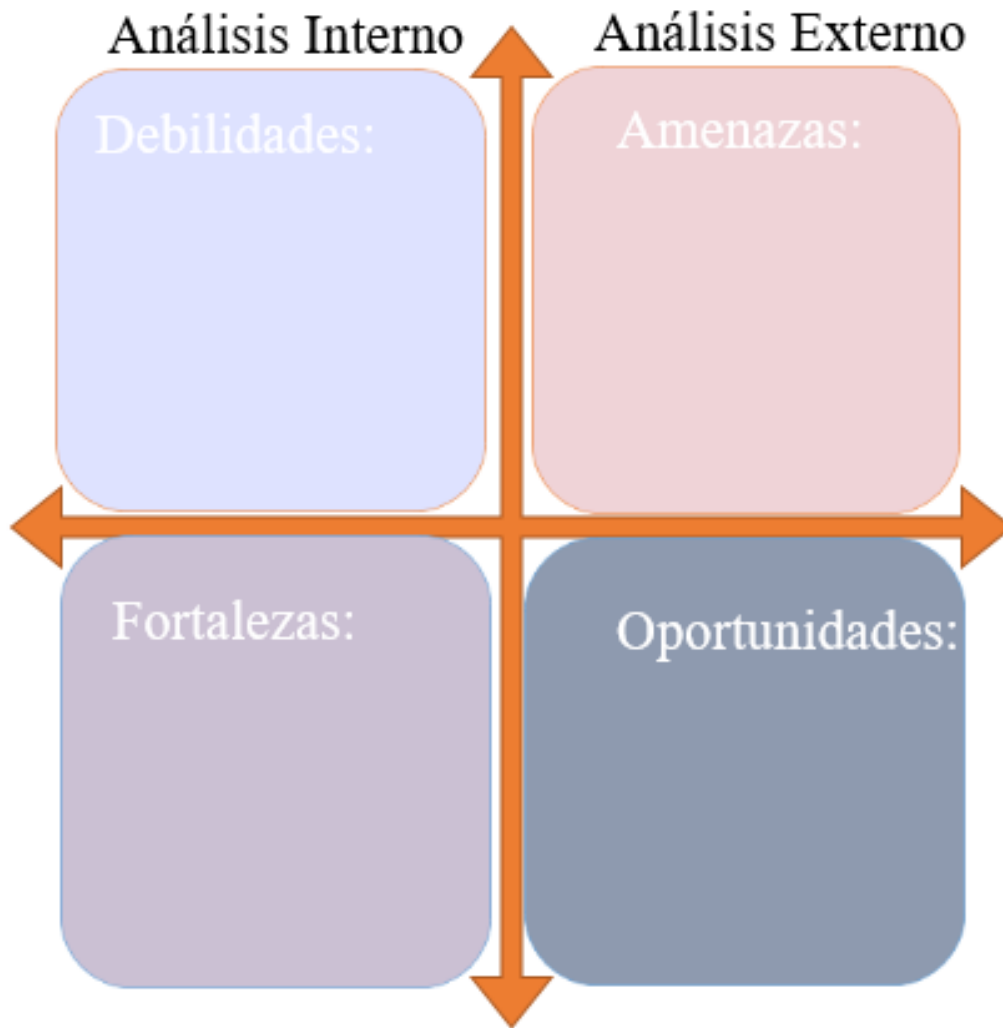 Análisis Interno
Análisis Externo
Debilidades:
Amenazas:
Fortalezas:
Oportunidades: